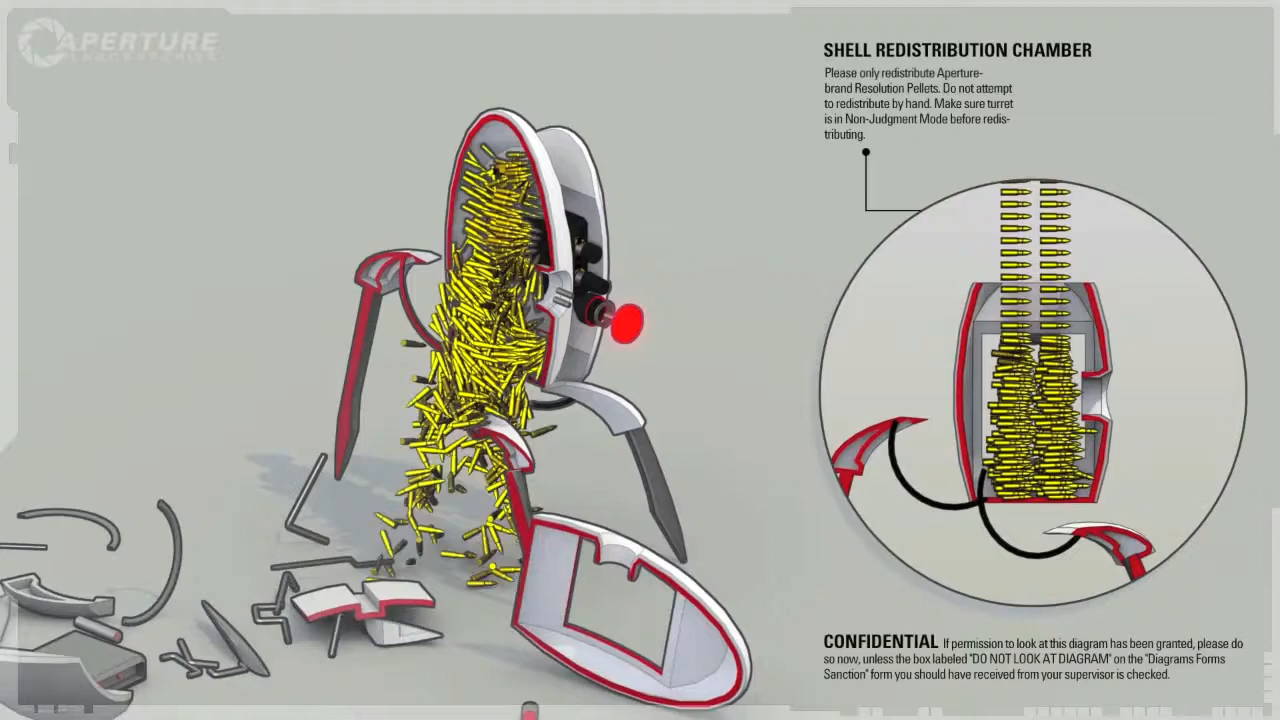 APERTURE
LABORATORIES
SHELL REDISTRIBUTION CHAMBER
Please only redistribute Aperture-
brand Resolution Pellets. Do not attempt
to redistribute by hand. Make sure turret
is in Non-Judgment Mode before redis-
tributing.
CONFIDENTIAL If permission to look at this diagram has been granted, please do
so now, unless the box labeled "DO NOT LOOK AT DIAGRAM" on the "Diagrams Forms
Sanction" form you should have received from your supervisor is checked.